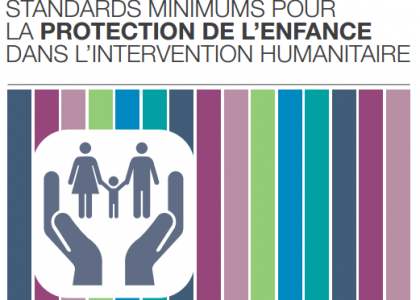 STANDARDS MINIMUMS POUR
LA PROTECTION DE L'ENFANCE
DANS L'INTERVENTION HUMANITAIRE